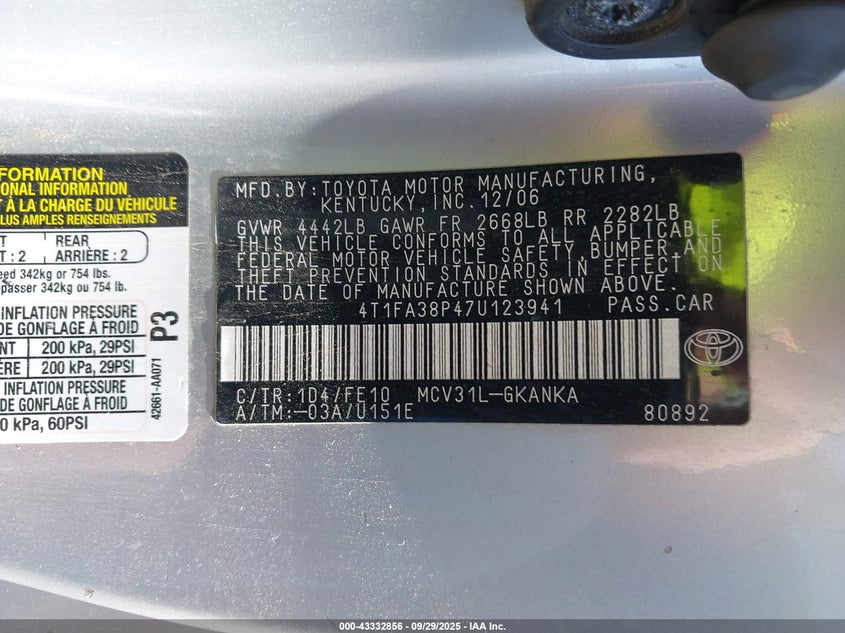 FORMATION
ONAL INFORMATION
T À LA CHARGE DU VÉHICULE
US AMPLES RENSEIGNEMENTS
T REAR
T : 2 ARRIÈRE : 2
eed 342kg or 754 lbs.
passer 342kg ou 754 lb.
INFLATION PRESSURE
DE GONFLAGE À FROID
NT 200 kPa, 29PSI
ÈRE 200 kPa, 29PSI
INFLATION PRESSURE
DE GONFLAGE À FROID
0 kPa, 60PSI
P3
42661-AA071
MFD.BY:TOYOTA MOTOR MANUFACTURING,
KENTUCKY, INC.12/06
GVWR 4442LB GAWR FR 2668LB RR 2282LB
THIS VEHICLE CONFORMS TO ALL APPLICABLE
FEDERAL MOTOR VEHICLE SAFETY,BUMPER AND
THEFT PREVENTION STANDARDS IN EFFECT ON
THE DATE OF MANUFACTURE SHOWN ABOVE.
4T1FA38P47U123941 PASS.CAR
C/TR:1D4/FE10 MCV31L-GKANKA
A/TM:-03A/U151E 80892
000-43332856 / 09/29/2025 - IAA Inc.